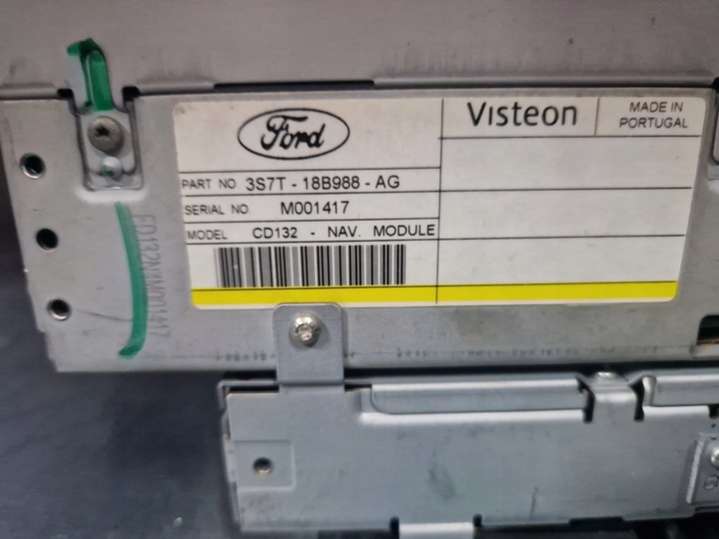 Ford
Visteon
MADE IN
PORTUGAL
PART NO 3S7T - 18B988 - AG
SERIAL NO M001417
MODEL CD132 - NAV. MODULE